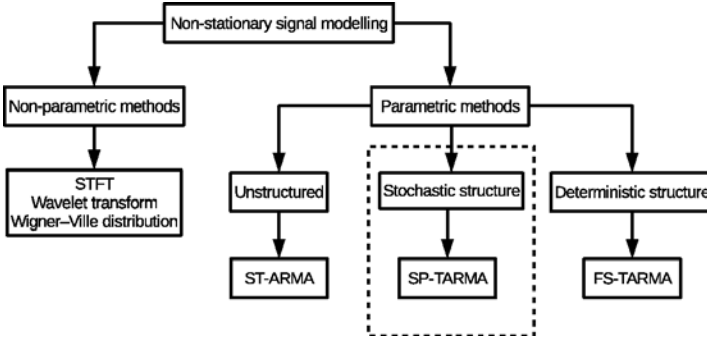 Non-stationary signal modelling
Non-parametric methods
Parametric methods
STFT
Wavelet transform
Wigner–Ville distribution
Unstructured
Stochastic structure
Deterministic structure
ST-ARMA
SP-TARMA
FS-TARMA